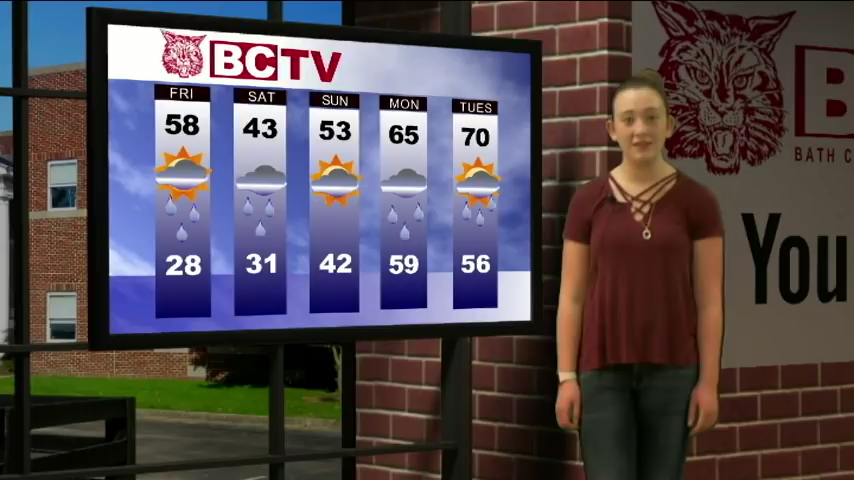 BCTV
FRI SAT SUN MON TUES
58 43 53 65 70
28 31 42 59 56
B
BATH C
You